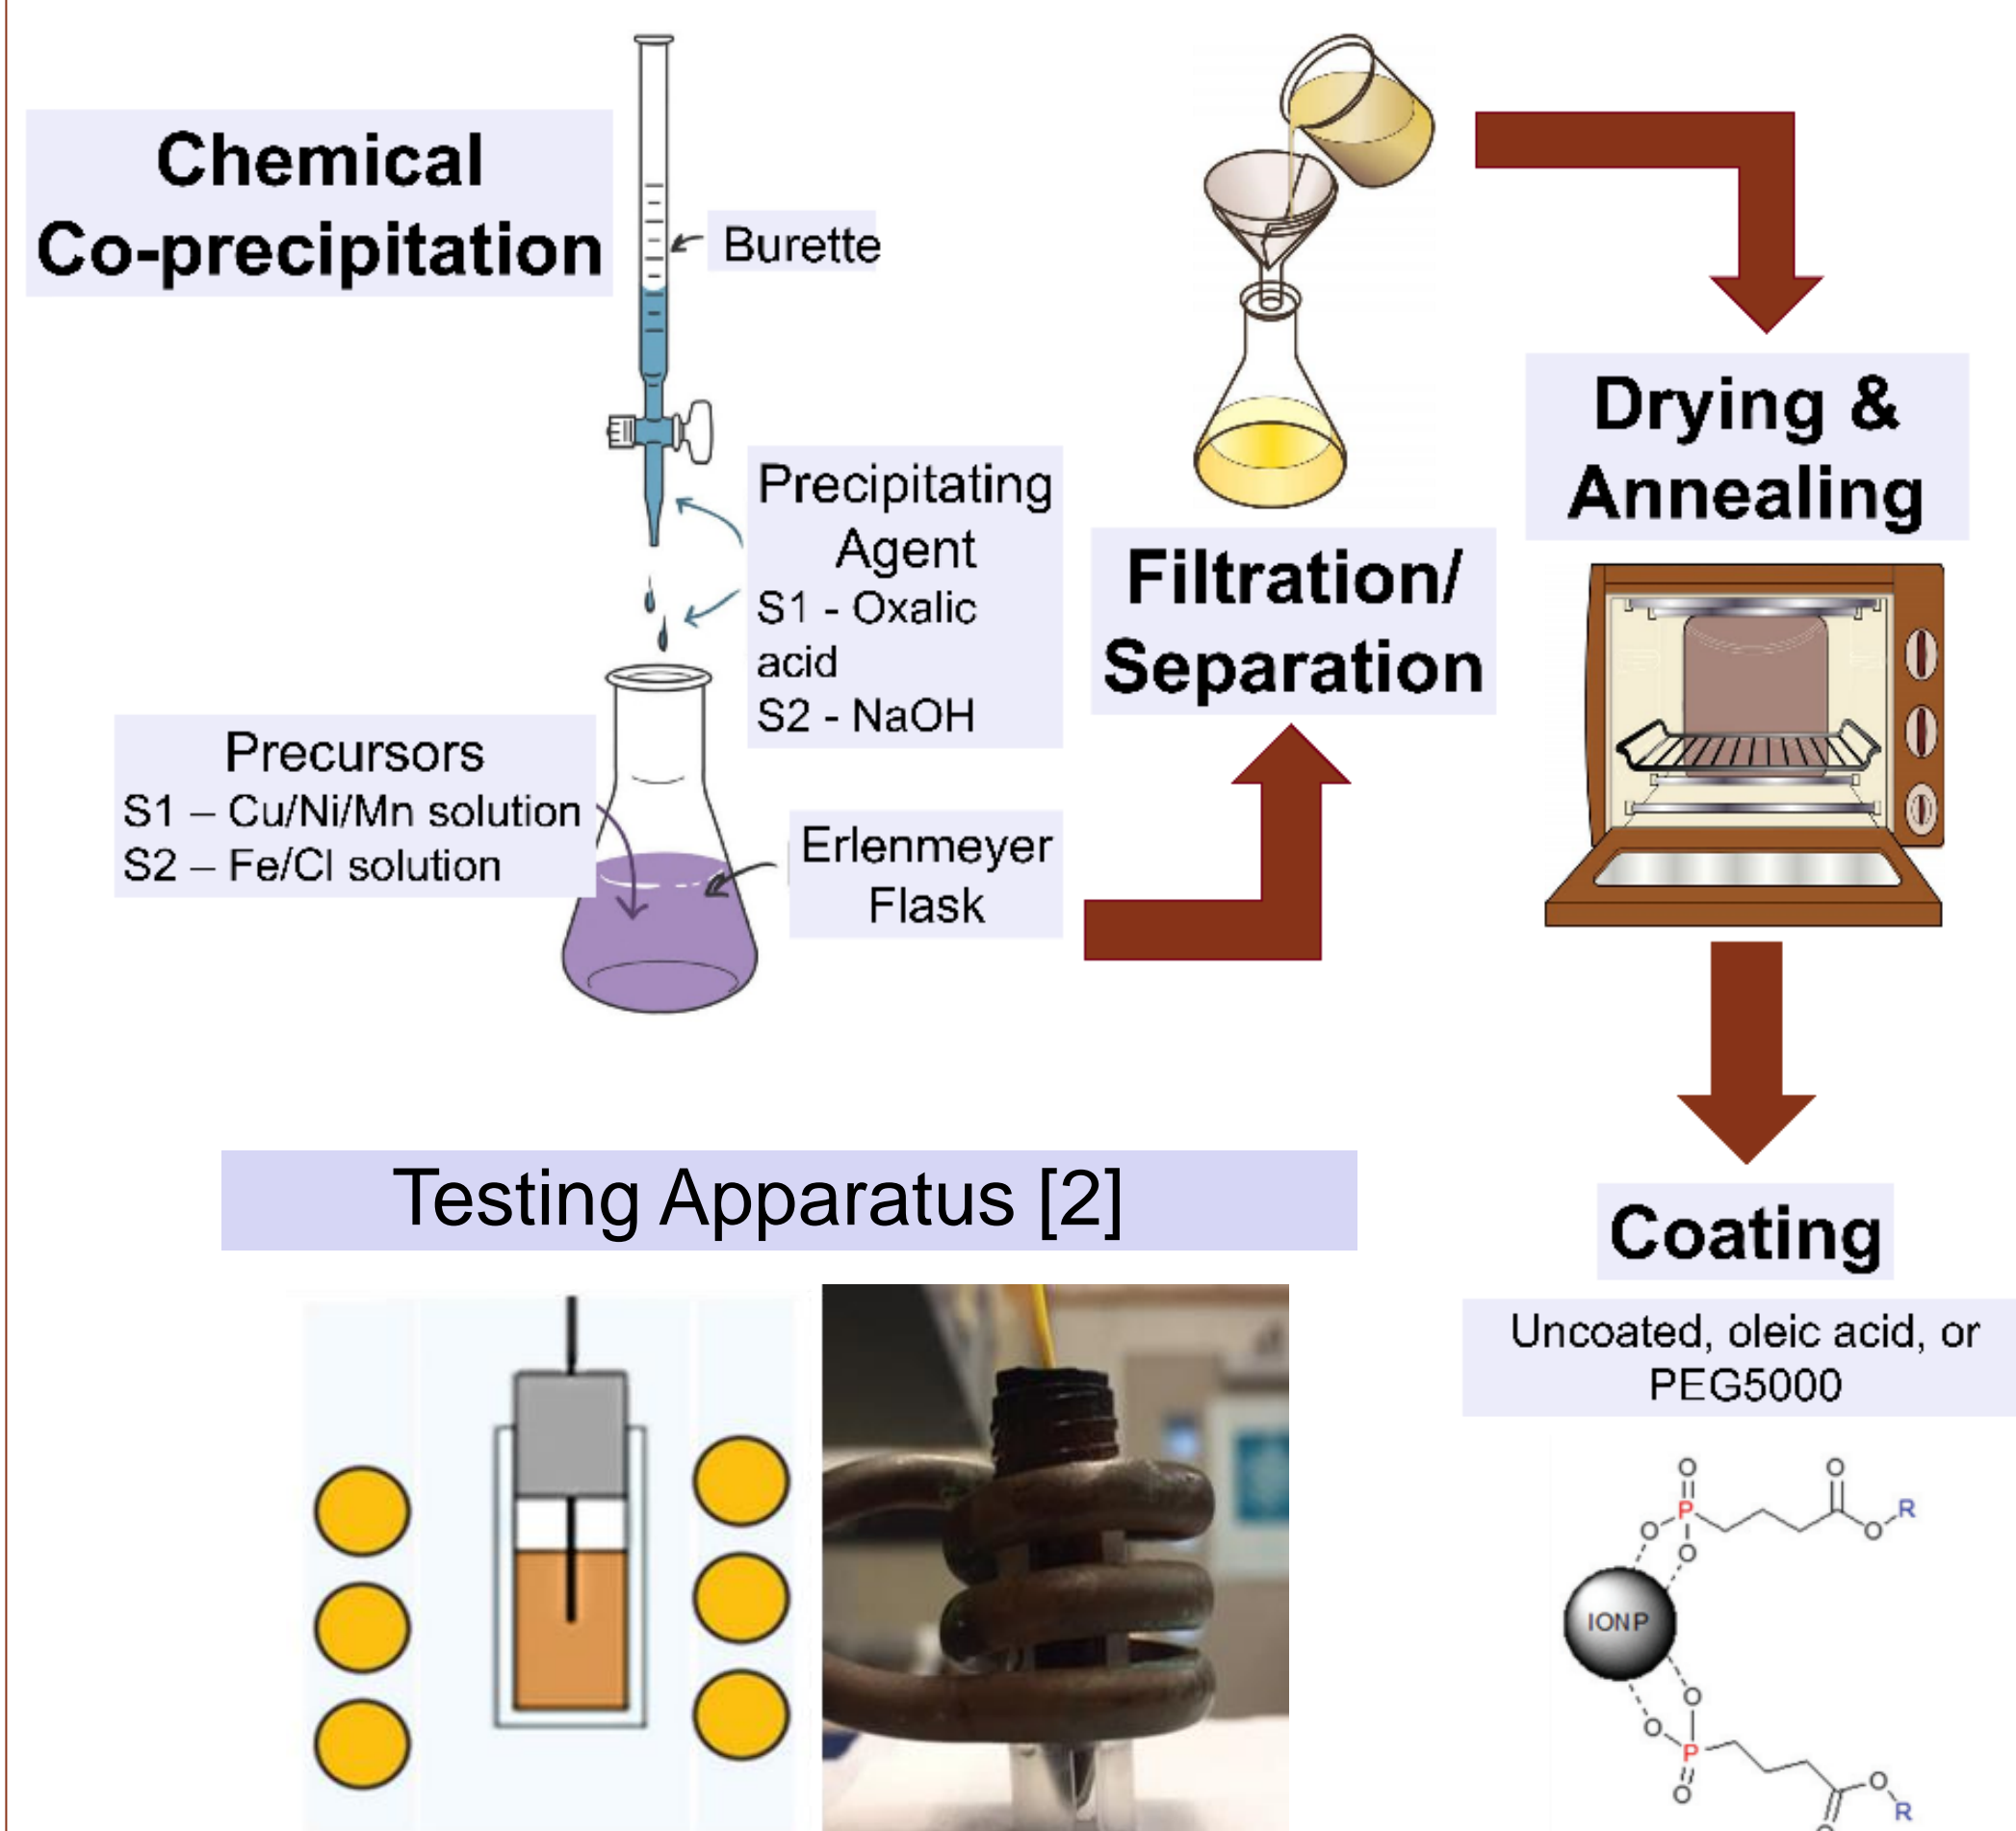 Chemical
Co-precipitation
Burette
Precipitating
Agent
S1 - Oxalic
acid
S2 - NaOH
Precursors
S1 – Cu/Ni/Mn solution
S2 – Fe/Cl solution
Erlenmeyer
Flask
Filtration/
Separation
Drying &
Annealing
Coating
Uncoated, oleic acid, or
PEG5000
O
O
P
O
O
O
R
IONP
O
O
P
O
O
R
O
Testing Apparatus [2]